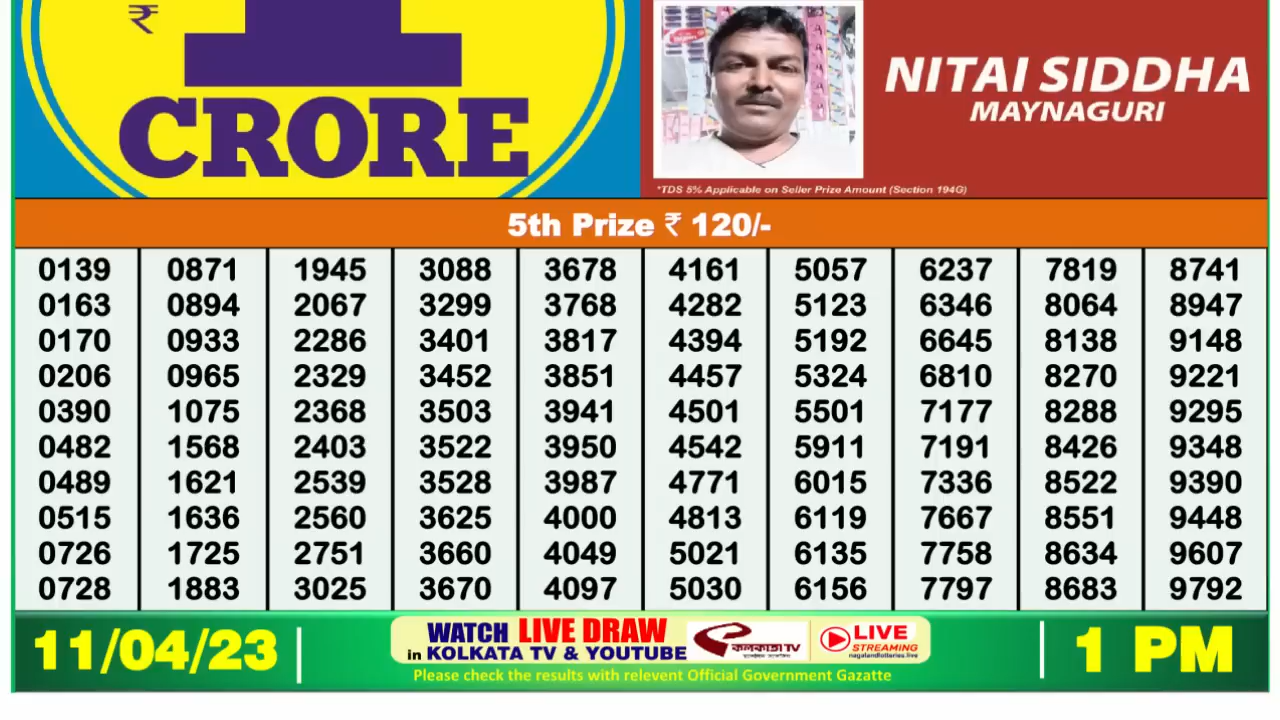 ₹
1
CRORE
NITAI SIDDHA
MAYNAGURI
*TDS 5% Applicable on Seller Prize Amount (Section 194G)
5th Prize ₹ 120/-
0139 0871 1945 3088 3678 4161 5057 6237 7819 8741
0163 0894 2067 3299 3768 4282 5123 6346 8064 8947
0170 0933 2286 3401 3817 4394 5192 6645 8138 9148
0206 0965 2329 3452 3851 4457 5324 6810 8270 9221
0390 1075 2368 3503 3941 4501 5501 7177 8288 9295
0482 1568 2403 3522 3950 4542 5911 7191 8426 9348
0489 1621 2539 3528 3987 4771 6015 7336 8522 9390
0515 1636 2560 3625 4000 4813 6119 7667 8551 9448
0726 1725 2751 3660 4049 5021 6135 7758 8634 9607
0728 1883 3025 3670 4097 5030 6156 7797 8683 9792
11/04/23
WATCH LIVE DRAW
in KOLKATA TV & YOUTUBE
কলকাতা TV
LIVE
STREAMING
nagalandlotteries.live
Please check the results with relevent Official Government Gazatte
1 PM